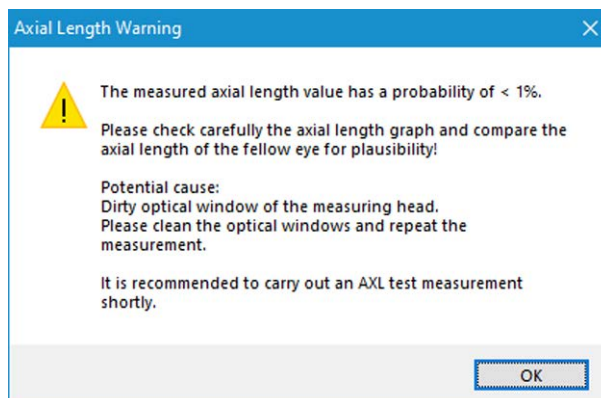 Axial Length Warning
The measured axial length value has a probability of < 1%.
Please check carefully the axial length graph and compare the
axial length of the fellow eye for plausibility!
Potential cause:
Dirty optical window of the measuring head.
Please clean the optical windows and repeat the
measurement.
It is recommended to carry out an AXL test measurement
shortly.
OK